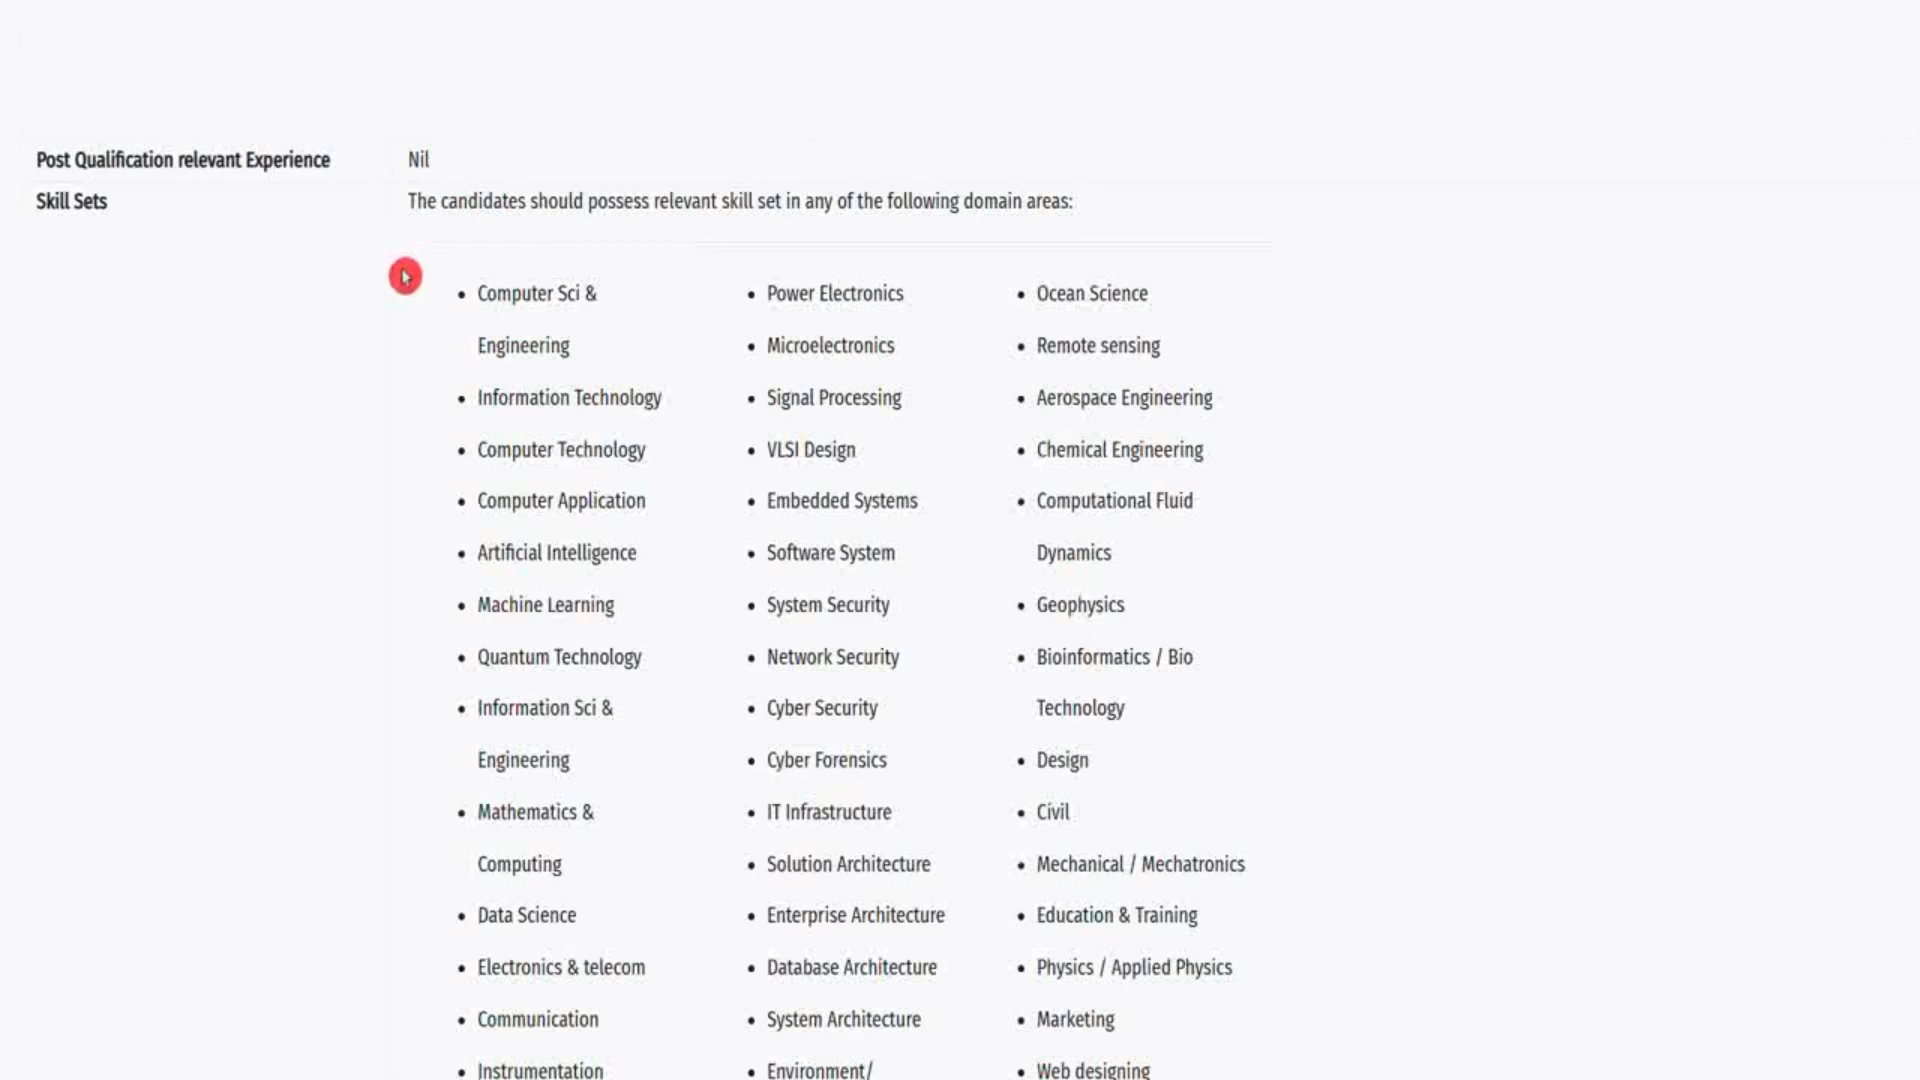 Post Qualification relevant Experience
Nil
Skill Sets
The candidates should possess relevant skill set in any of the following domain areas:
• Computer Sci &
Engineering
• Information Technology
• Computer Technology
• Computer Application
• Artificial Intelligence
• Machine Learning
• Quantum Technology
• Information Sci &
Engineering
• Mathematics &
Computing
• Data Science
• Electronics & telecom
• Communication
• Instrumentation
• Power Electronics
• Microelectronics
• Signal Processing
• VLSI Design
• Embedded Systems
• Software System
• System Security
• Network Security
• Cyber Security
• Cyber Forensics
• IT Infrastructure
• Solution Architecture
• Enterprise Architecture
• Database Architecture
• System Architecture
• Environment/
• Ocean Science
• Remote sensing
• Aerospace Engineering
• Chemical Engineering
• Computational Fluid
Dynamics
• Geophysics
• Bioinformatics / Bio
Technology
• Design
• Civil
• Mechanical / Mechatronics
• Education & Training
• Physics / Applied Physics
• Marketing
• Web designing